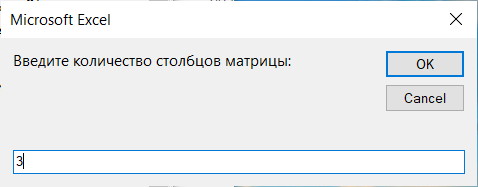 Microsoft Excel
Введите количество столбцов матрицы:
OK
Cancel
3